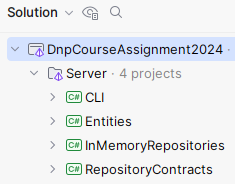 Solution
DnpCourseAssignment2024 ·
Server · 4 projects
C# CLI
C# Entities
C# InMemoryRepositories
C# RepositoryContracts